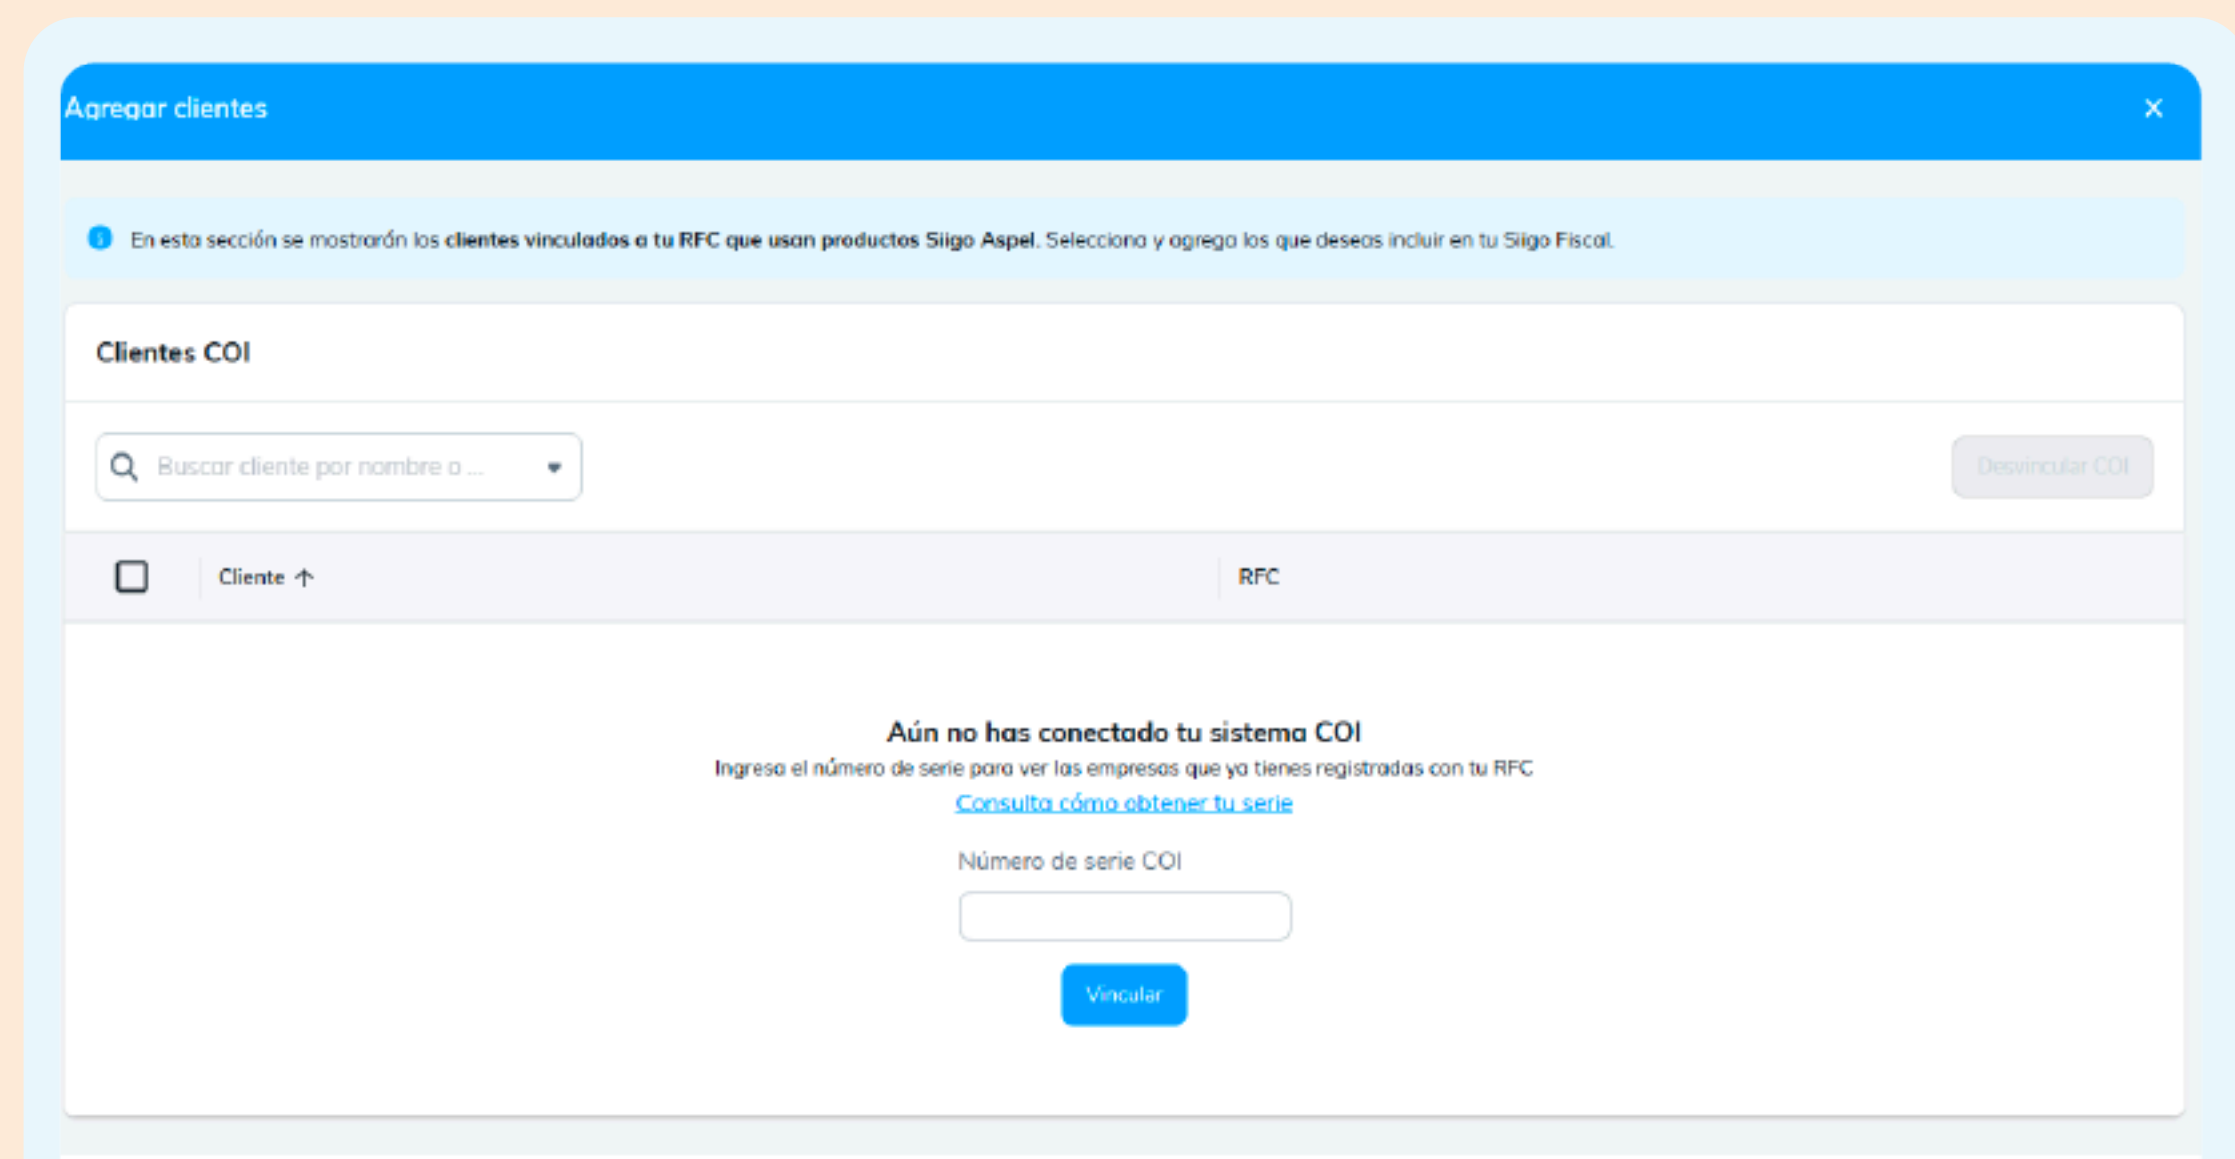 Agregar clientes
En esta sección se mostrarán los clientes vinculados a tu RFC que usan productos Siigo Aspel. Selecciona y agrega los que deseas incluir en tu Siigo Fiscal.
Clientes COI
Buscar cliente por nombre o ...
Desvincular COI
Cliente ↑
RFC
Aún no has conectado tu sistema COI
Ingresa el número de serie para ver las empresas que ya tienes registradas con tu RFC
Consulta cómo obtener tu serie
Número de serie COI
Vincular